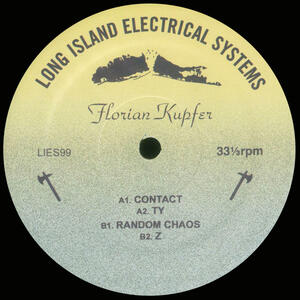 LONG ISLAND ELECTRICAL SYSTEMS
Florian Kupfer
LIES99 33⅓rpm
A1. CONTACT
A2. TY
B1. RANDOM CHAOS
B2. Z